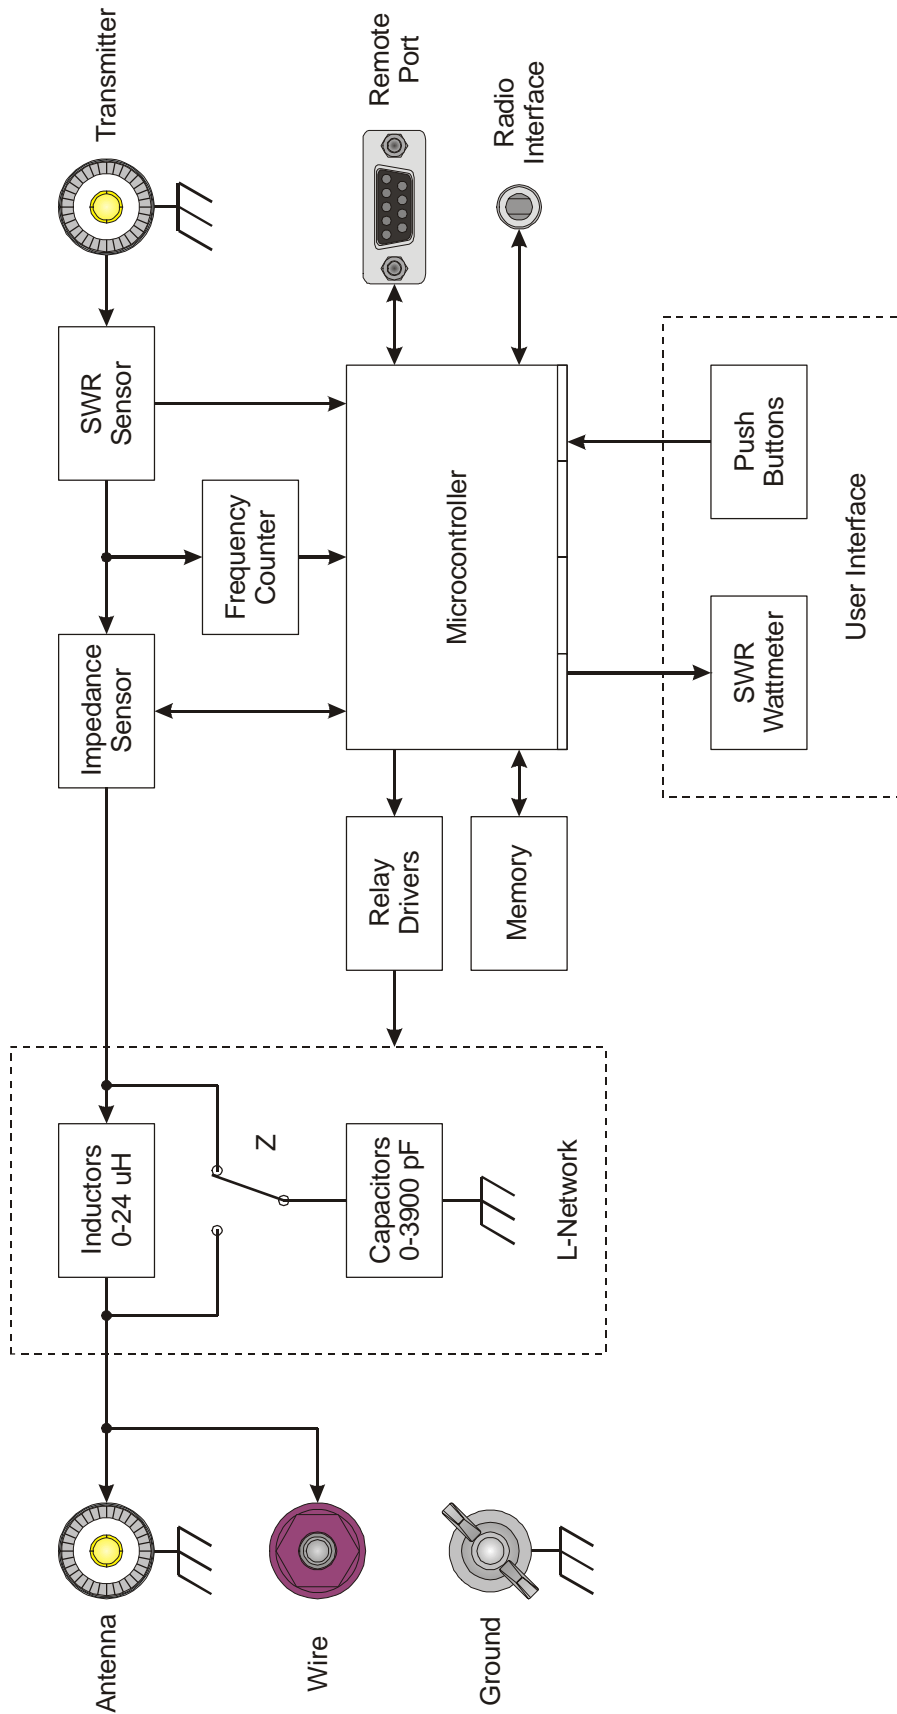 Transmitter
SWR
Sensor
Impedance
Sensor
Inductors
0-24 uH
Antenna
Frequency
Counter
Z
Wire
Remote
Port
Microcontroller
Relay
Drivers
Capacitors
0-3900 pF
Radio
Interface
Memory
Ground
L-Network
Push
Buttons
SWR
Wattmeter
User Interface